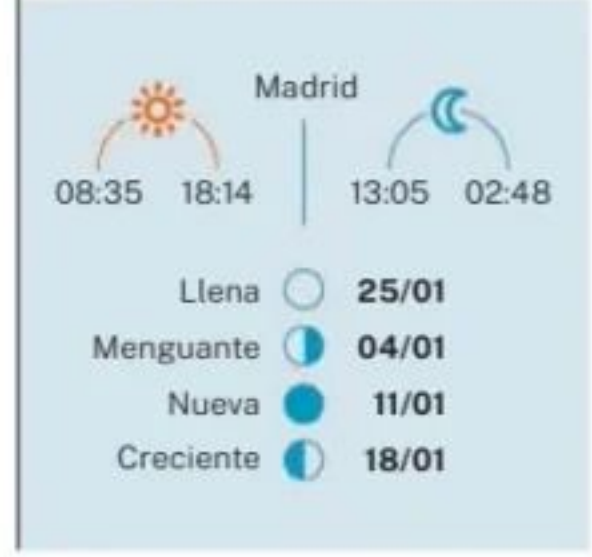 Madrid
08:35 18:14 13:05 02:48
Llena 25/01
Menguante 04/01
Nueva 11/01
Creciente 18/01